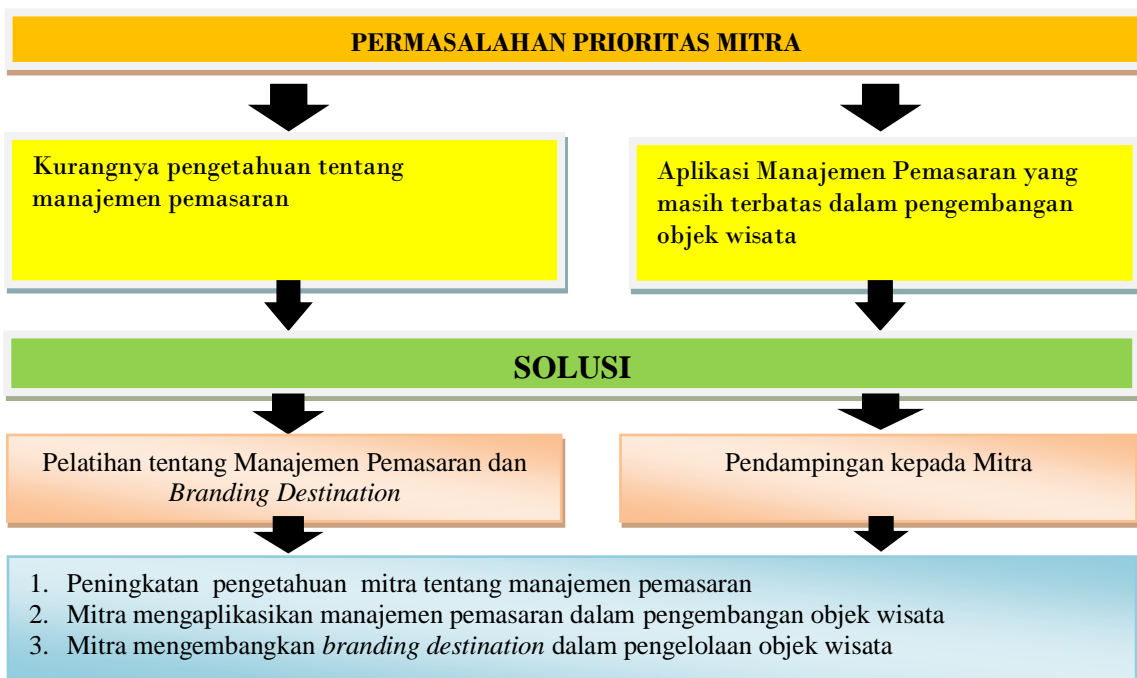 PERMASALAHAN PRIORITAS MITRA
Kurangnya pengetahuan tentang
manajemen pemasaran
Aplikasi Manajemen Pemasaran yang
masih terbatas dalam pengembangan
objek wisata
SOLUSI
Pelatihan tentang Manajemen Pemasaran dan
Branding Destination
Pendampingan kepada Mitra
1. Peningkatan pengetahuan mitra tentang manajemen pemasaran
2. Mitra mengaplikasikan manajemen pemasaran dalam pengembangan objek wisata
3. Mitra mengembangkan branding destination dalam pengelolaan objek wisata